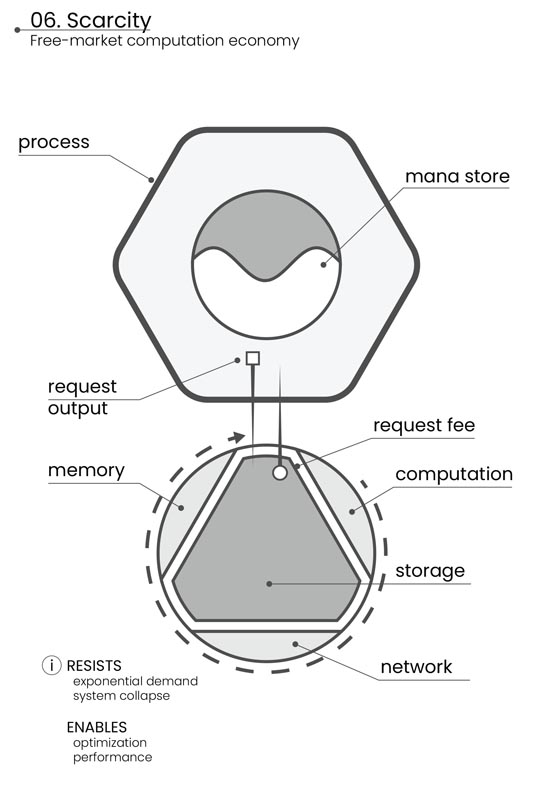 06. Scarcity
Free-market computation economy
process
mana store
request
output
request fee
memory
computation
storage
network
i RESISTS
exponential demand
system collapse
ENABLES
optimization
performance